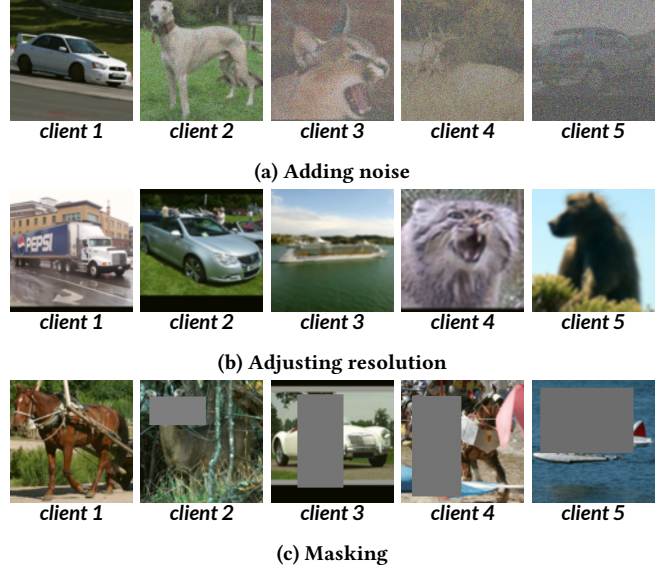 client 1 client 2 client 3 client 4 client 5
(a) Adding noise
PEPSI
client 1 client 2 client 3 client 4 client 5
(b) Adjusting resolution
client 1 client 2 client 3 client 4 client 5
(c) Masking